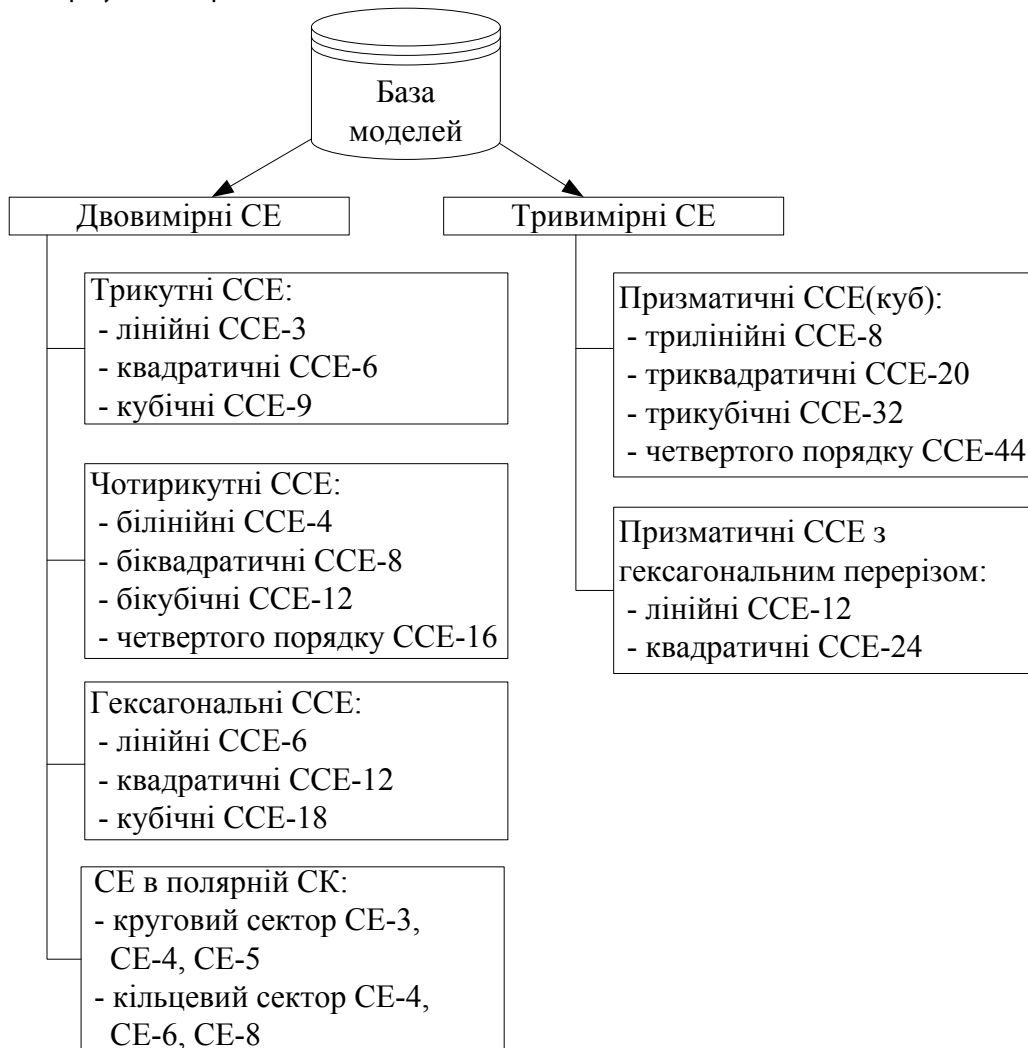 База
моделей
Двовимірні СЕ
Тривимірні СЕ
Трикутні ССЕ:
- лінійні ССЕ-3
- квадратичні ССЕ-6
- кубічні ССЕ-9
Чотирикутні ССЕ:
- білінійні ССЕ-4
- біквадратичні ССЕ-8
- бікубічні ССЕ-12
- четвертого порядку ССЕ-16
Гексагональні ССЕ:
- лінійні ССЕ-6
- квадратичні ССЕ-12
- кубічні ССЕ-18
СЕ в полярній СК:
- круговий сектор СЕ-3,
СЕ-4, СЕ-5
- кільцевий сектор СЕ-4,
СЕ-6, СЕ-8
Призматичні ССЕ(куб):
- трилінійні ССЕ-8
- триквадратичні ССЕ-20
- трикубічні ССЕ-32
- четвертого порядку ССЕ-44
Призматичні ССЕ з
гексагональним перерізом:
- лінійні ССЕ-12
- квадратичні ССЕ-24